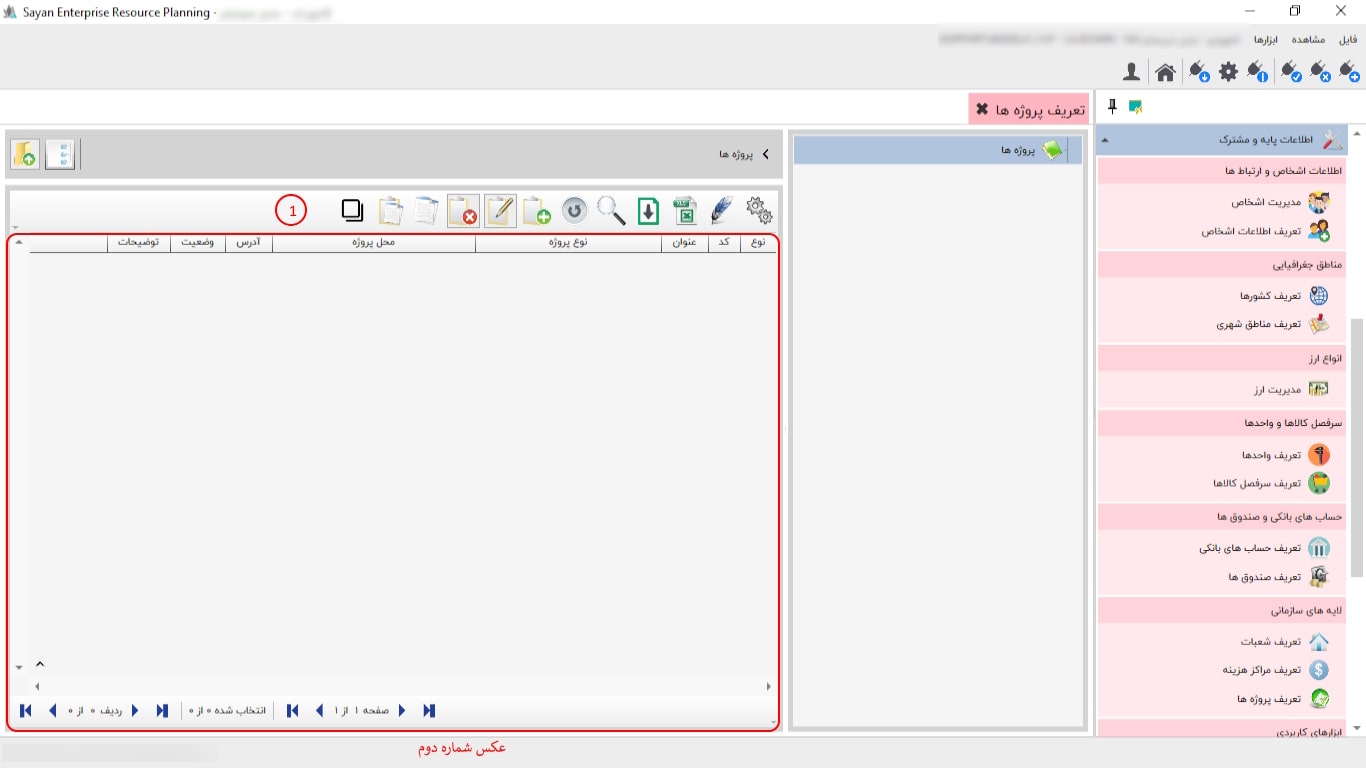 Sayan Enterprise Resource Planning -
فایل
مشاهده
ابزارها
تعریف پروژه ها
اطلاعات پایه و مشترک
اطلاعات اشخاص و ارتباط ها
مدیریت اشخاص
تعریف اطلاعات اشخاص
مناطق جغرافیایی
تعریف کشورها
تعریف مناطق شهری
انواع ارز
مدیریت ارز
سرفصل کالاها و واحدها
تعریف واحدها
تعریف سرفصل کالاها
حساب های بانکی و صندوق ها
تعریف حساب های بانکی
تعریف صندوق ها
لایه های سازمانی
تعریف شعبات
تعریف مراکز هزینه
تعریف پروژه ها
ابزارهای کاربردی
پروژه ها
پروژه ها
1
نوع
کد
عنوان
نوع پروژه
محل پروژه
آدرس
وضعیت
توضیحات
صفحه ۱ از ۱
انتخاب شده ۰ از ۰
ردیف ۰ از ۰
عکس شماره دوم